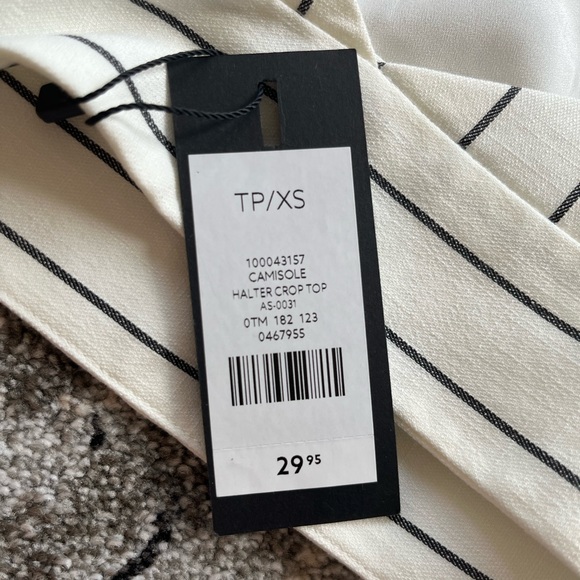 TP/XS
100043157
CAMISOLE
HALTER CROP TOP
AS-0031
0TM 182 123
0467955
29 95